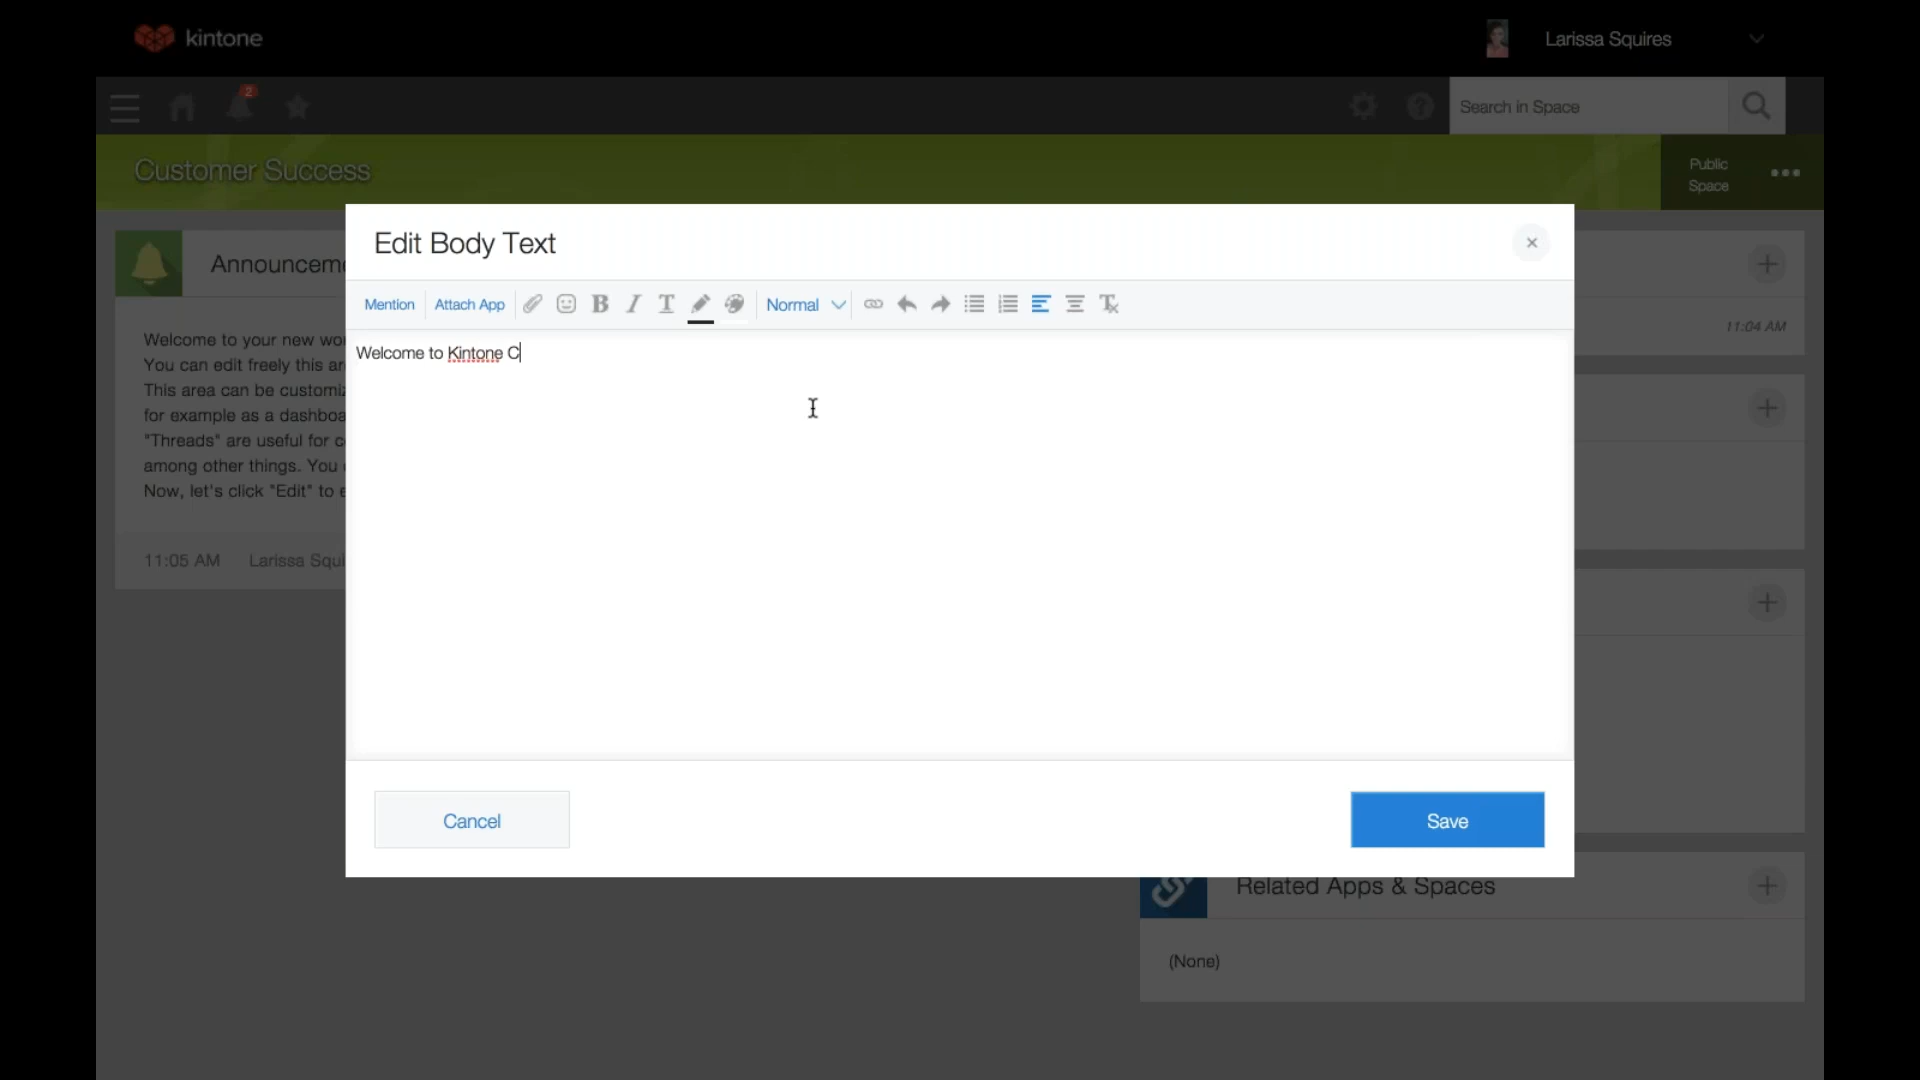 kintone
Larissa Squires
2
Search in Space
Customer Success
Public
Space
Edit Body Text
Announceme
11:04 AM
Mention Attach App Normal
Welcome to Kintone C
Welcome to your new wo
You can edit freely this ar
This area can be customi
for example as a dashboa
"Threads" are useful for c
among other things. You
Now, let's click "Edit" to e
11:05 AM Larissa Squi
Cancel
Save
Related Apps & Spaces
(None)